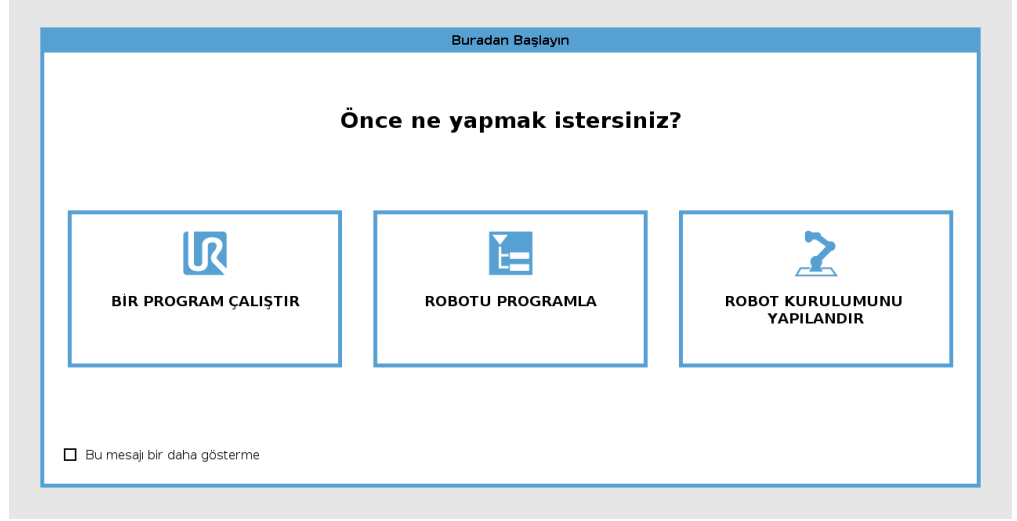 Buradan Başlayın
Önce ne yapmak istersiniz?
BİR PROGRAM ÇALIŞTIR
ROBOTU PROGRAMLA
ROBOT KURULUMUNU
YAPILANDIR
Bu mesajı bir daha gösterme